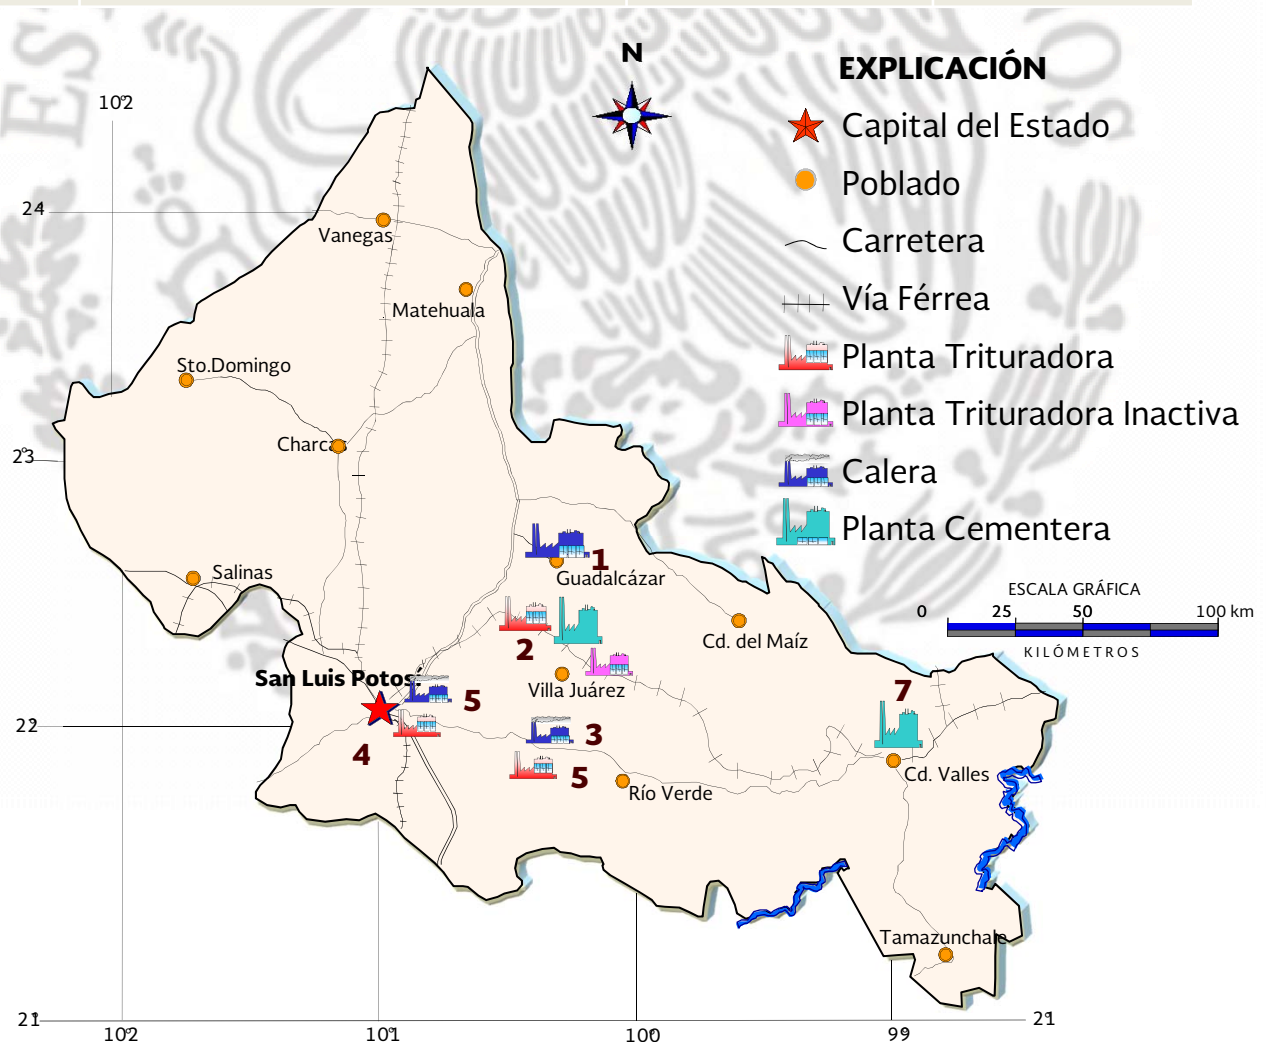 N
EXPLICACIÓN
Capital del Estado
Poblado
Carretera
Vía Férrea
Planta Trituradora
Planta Trituradora Inactiva
Calera
Planta Cementera
ESCALA GRÁFICA
0 25 50 100 km
KILÓMETROS
102°
24°
Vanegas
Matehuala
Sto.Domingo
Charcas
23°
1
Guadalcázar
Salinas
2
Cd. del Maíz
San Luis Potosí
Villa Juárez
5
7
22°
3
4
5
Cd. Valles
Río Verde
Tamazunchale
21°
21°
102°
101°
100°
99°